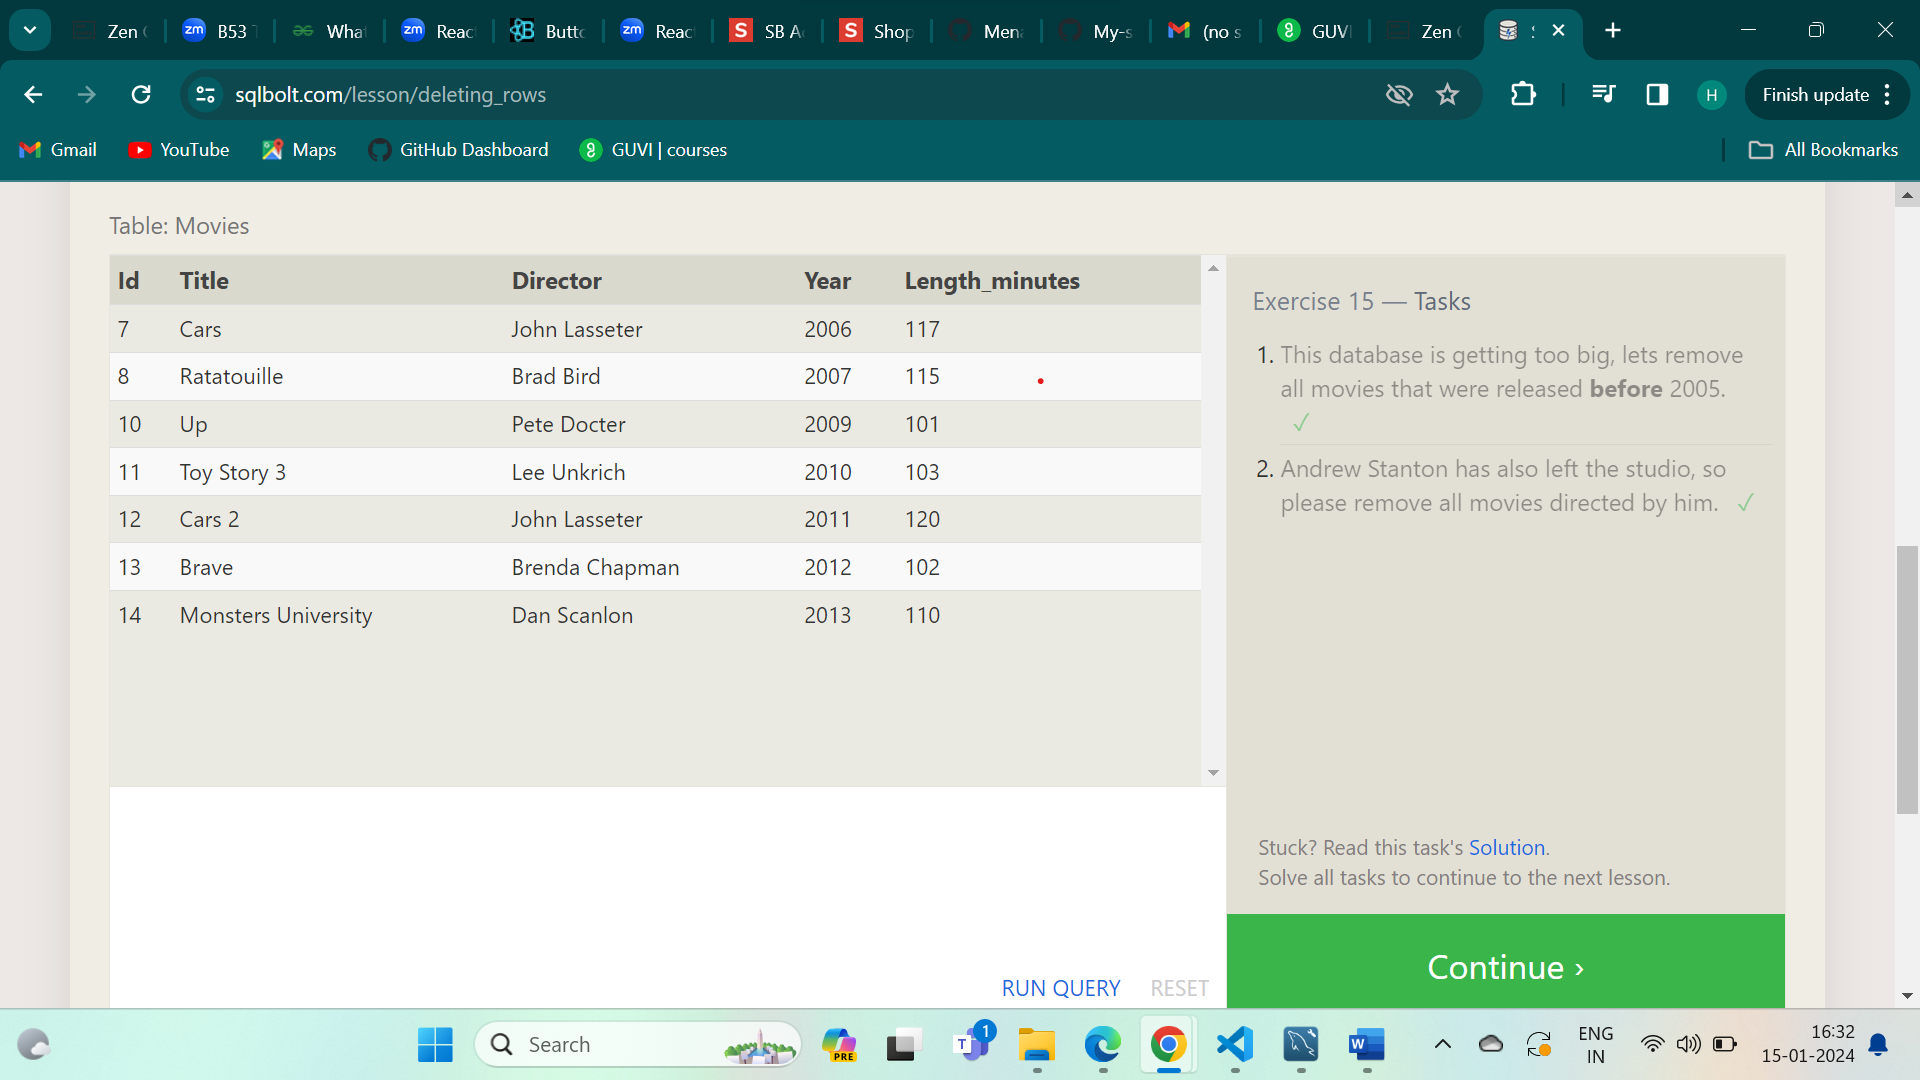 Zen
B53
What
Reac
Butto
Reac
SB A
Shop
Mena
My-s
(no s
GUVI
Zen
sqlbolt.com/lesson/deleting_rows
H
Finish update
Gmail
YouTube
Maps
GitHub Dashboard
GUVI | courses
All Bookmarks
Table: Movies
Id Title Director Year Length_minutes
7 Cars John Lasseter 2006 117
8 Ratatouille Brad Bird 2007 115
10 Up Pete Docter 2009 101
11 Toy Story 3 Lee Unkrich 2010 103
12 Cars 2 John Lasseter 2011 120
13 Brave Brenda Chapman 2012 102
14 Monsters University Dan Scanlon 2013 110
RUN QUERY RESET
Exercise 15 — Tasks
1. This database is getting too big, lets remove
all movies that were released before 2005.
✓
2. Andrew Stanton has also left the studio, so
please remove all movies directed by him. ✓
Stuck? Read this task's Solution.
Solve all tasks to continue to the next lesson.
Continue ›
Search
PRE
1
ENG
IN
16:32
15-01-2024